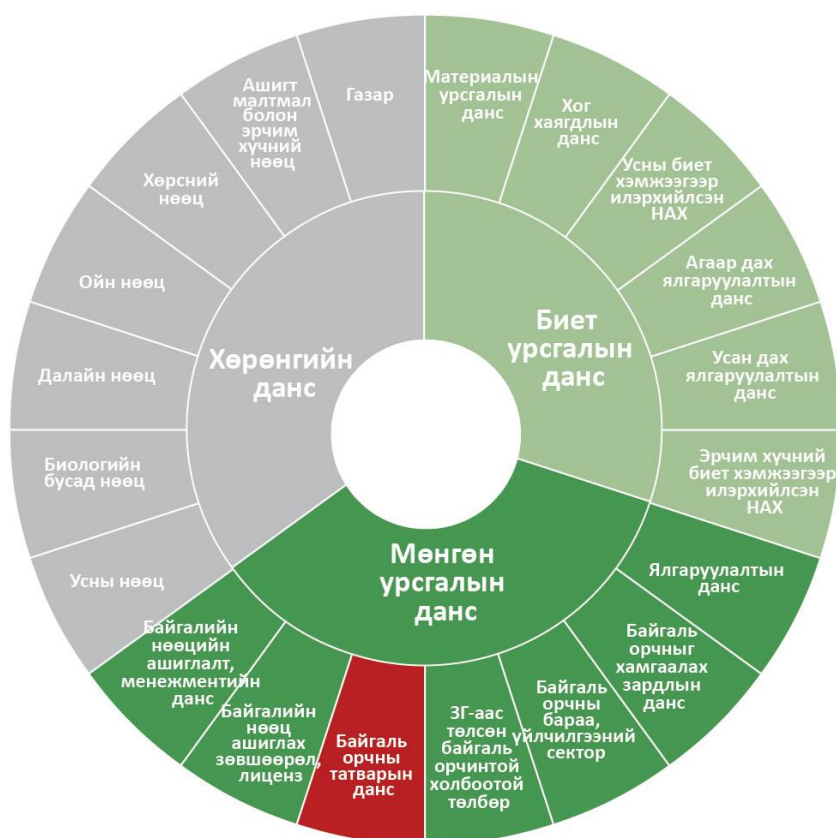 Хөрөнгийн
данс
Биет
урсгалын
данс
Мөнгөн
урсгалын
данс
Материалын
урсгалын
данс
Хог
хаягдлын
данс
Усны биет
хэмжээгээр
илэрхийлсэн
НАХ
Агаар дах
ялгаруулалтын
данс
Усан дах
ялгаруулалтын
данс
Эрчим хүчний
биет хэмжээгээр
илэрхийлсэн
НАХ
Ялгаруулалтын
данс
Байгаль
орчныг
хамгаалах
зардлын
данс
Байгаль
орчны
бараа,
үйлчилгээний
сектор
ЗГ-аас
төлсөн
байгаль
орчинтой
холбоотой
төлбөр
Байгаль
орчны
татварын
данс
Байгалийн
нөөц
ашиглах
зөвшөөрөл,
лиценз
Байгалийн
нөөцийн
ашиглалт,
менежментийн
данс
Усны нөөц
Биологийн
бусад нөөц
Далайн нөөц
Ойн нөөц
Хөрсний
нөөц
Ашигт
малтмал
болон
эрчим
хүчний
нөөц
Газар